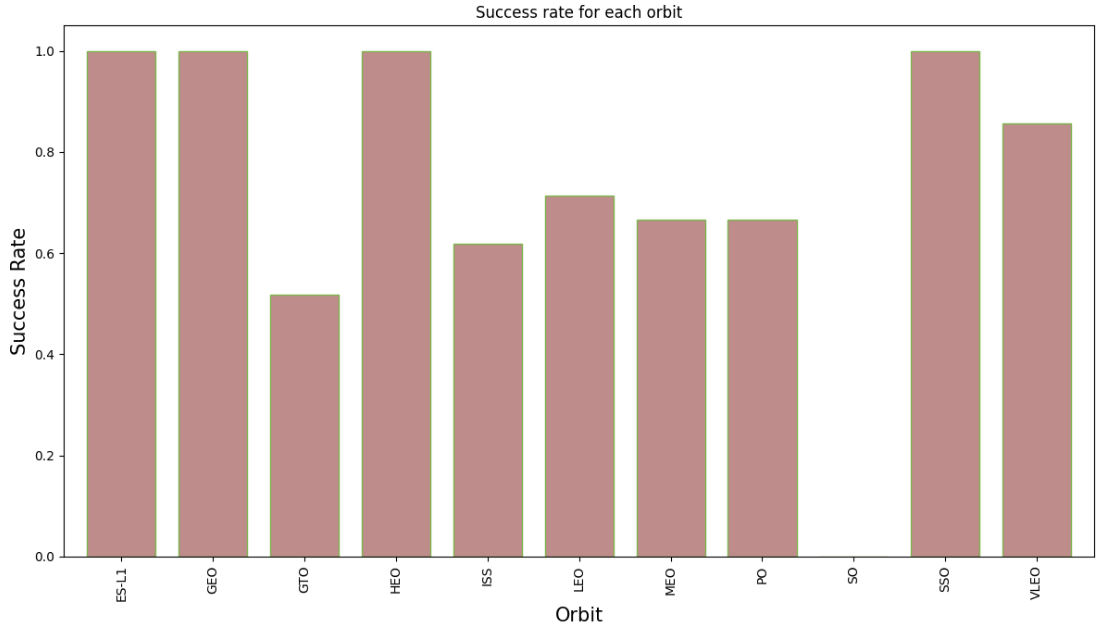 Success rate for each orbit
1.0
0.8
0.6
0.4
0.2
0.0
Success Rate
ES-L1
GEO
GTO
HEO
ISS
LEO
MEO
PO
SO
SSO
VLEO
Orbit